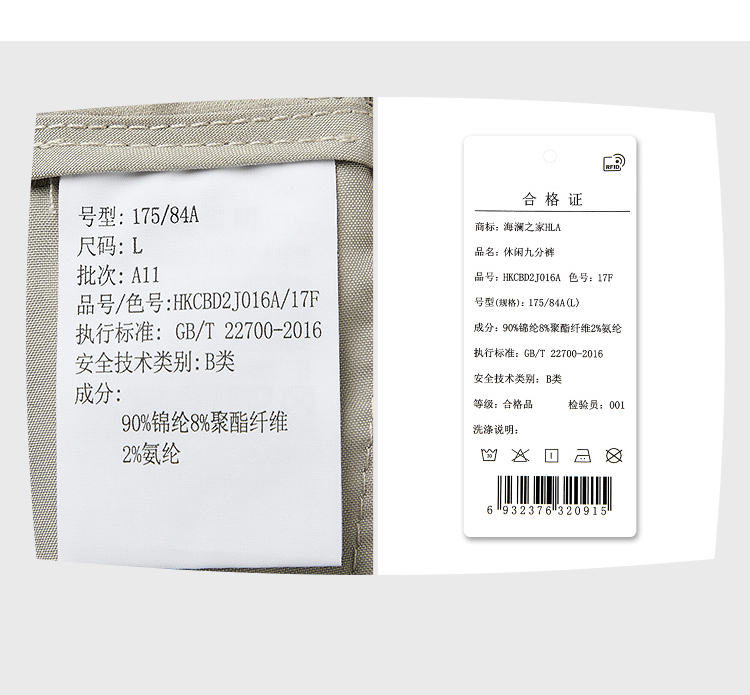 号型: 175/84A
尺码: L
批次: A11
品号/色号:HKCBD2J016A/17F
执行标准: GB/T 22700-2016
安全技术类别:B类
成分:
90%锦纶8%聚酯纤维
2%氨纶
RFID
合格证
商标: 海澜之家HLA
品名: 休闲九分裤
品号: HKCBD2J016A 色号: 17F
号型(规格): 175/84A(L)
成分: 90%锦纶8%聚酯纤维2%氨纶
执行标准: GB/T 22700-2016
安全技术类别: B类
等级: 合格品 检验员: 001
洗涤说明:
30
6 932376 320915